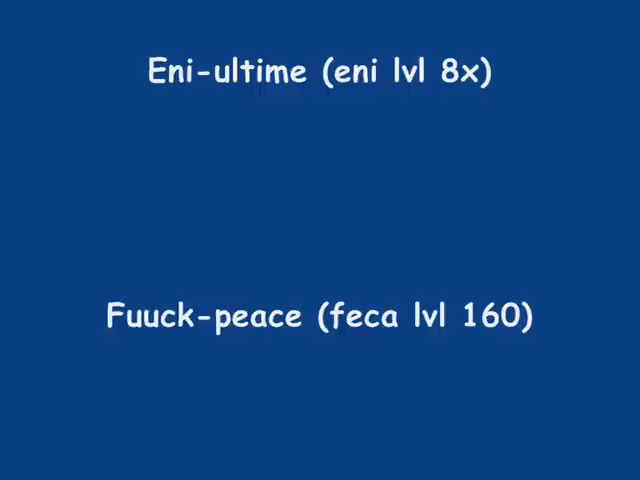 Eni-ultime (eni lvl 8x)
Fuuck-peace (feca lvl 160)